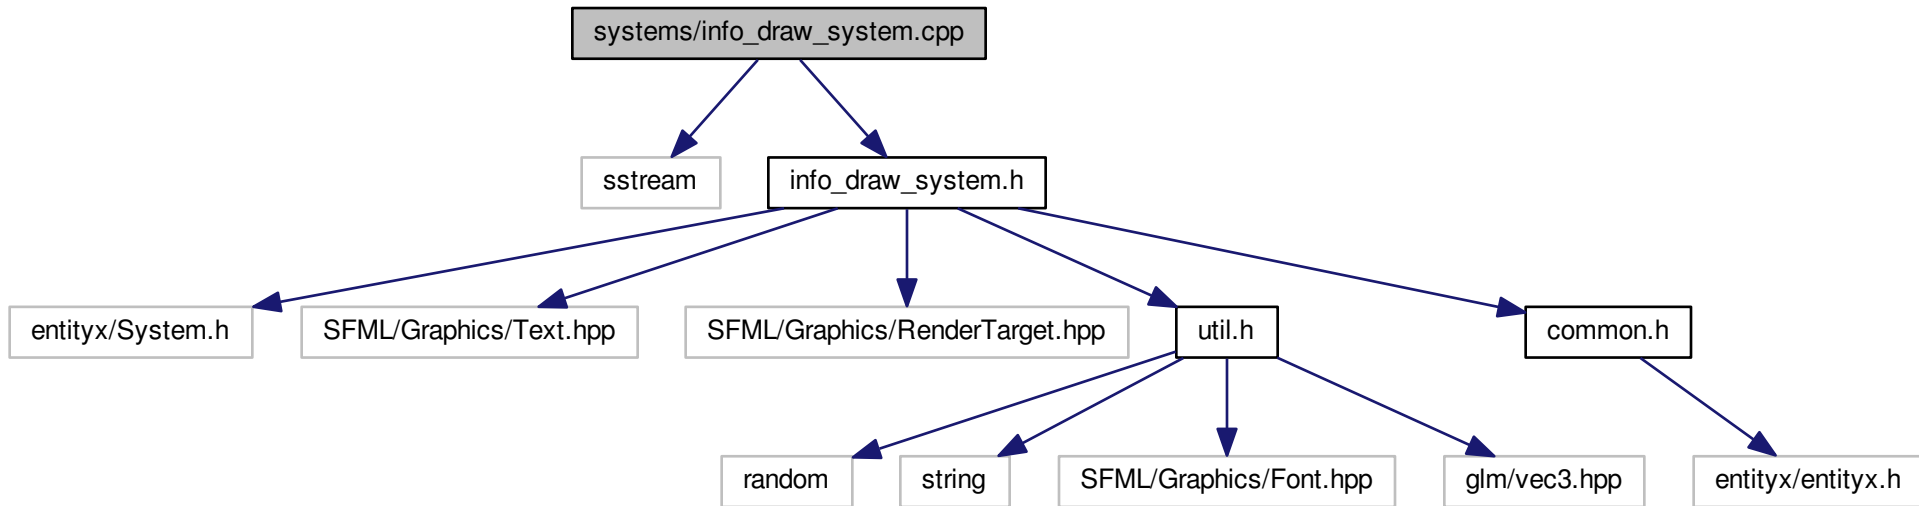 systems/info_draw_system.cpp
sstream
info_draw_system.h
entityx/System.h
SFML/Graphics/Text.hpp
SFML/Graphics/RenderTarget.hpp
util.h
common.h
random
string
SFML/Graphics/Font.hpp
glm/vec3.hpp
entityx/entityx.h